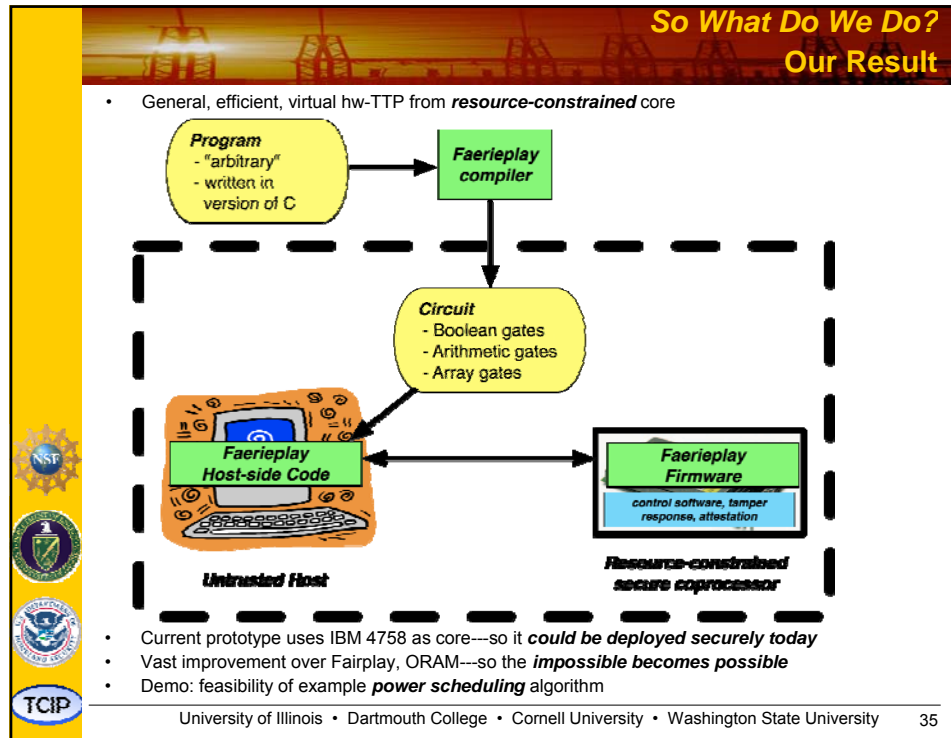 So What Do We Do?
Our Result
• General, efficient, virtual hw-TTP from resource-constrained core
Program
- "arbitrary"
- written in
version of C
Faerieplay
compiler
Circuit
- Boolean gates
- Arithmetic gates
- Array gates
Faerieplay
Host-side Code
Faerieplay
Firmware
control software, tamper
response, attestation
Untrusted Host
Resource-constrained
secure coprocessor
• Current prototype uses IBM 4758 as core---so it could be deployed securely today
• Vast improvement over Fairplay, ORAM---so the impossible becomes possible
• Demo: feasibility of example power scheduling algorithm
NSF
TCIP
University of Illinois • Dartmouth College • Cornell University • Washington State University 35